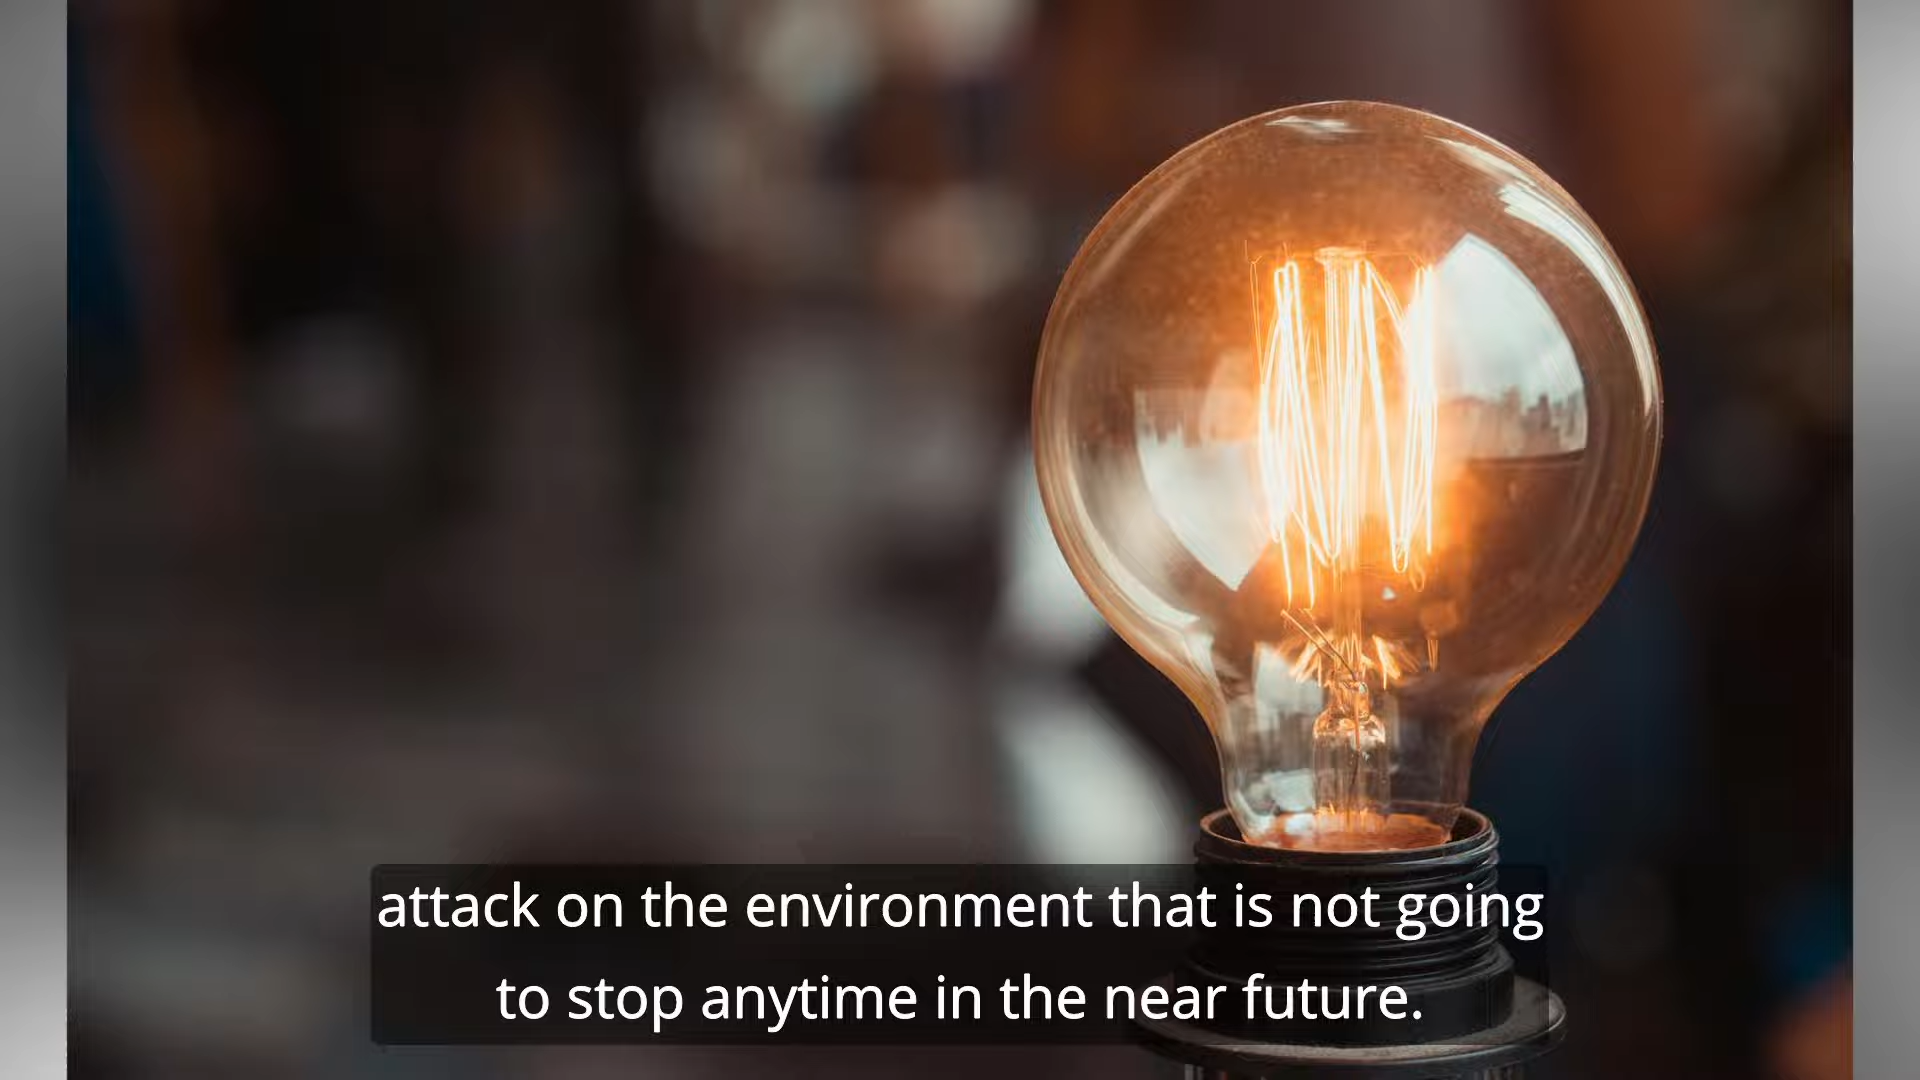 attack on the environment that is not going
to stop anytime in the near future.